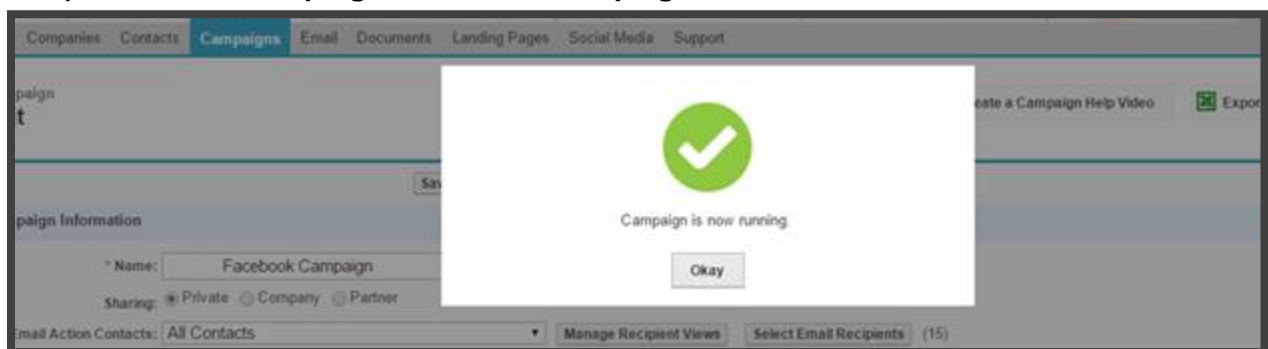 Companies Contacts Campaigns Email Documents Landing Pages Social Media Support
paign
t
eate a Campaign Help Video Expor
Sav
paign Information
Campaign is now running.
* Name: Facebook Campaign
Okay
Sharing: Private Company Partner
Email Action Contacts: All Contacts Manage Recipient Views Select Email Recipients (15)